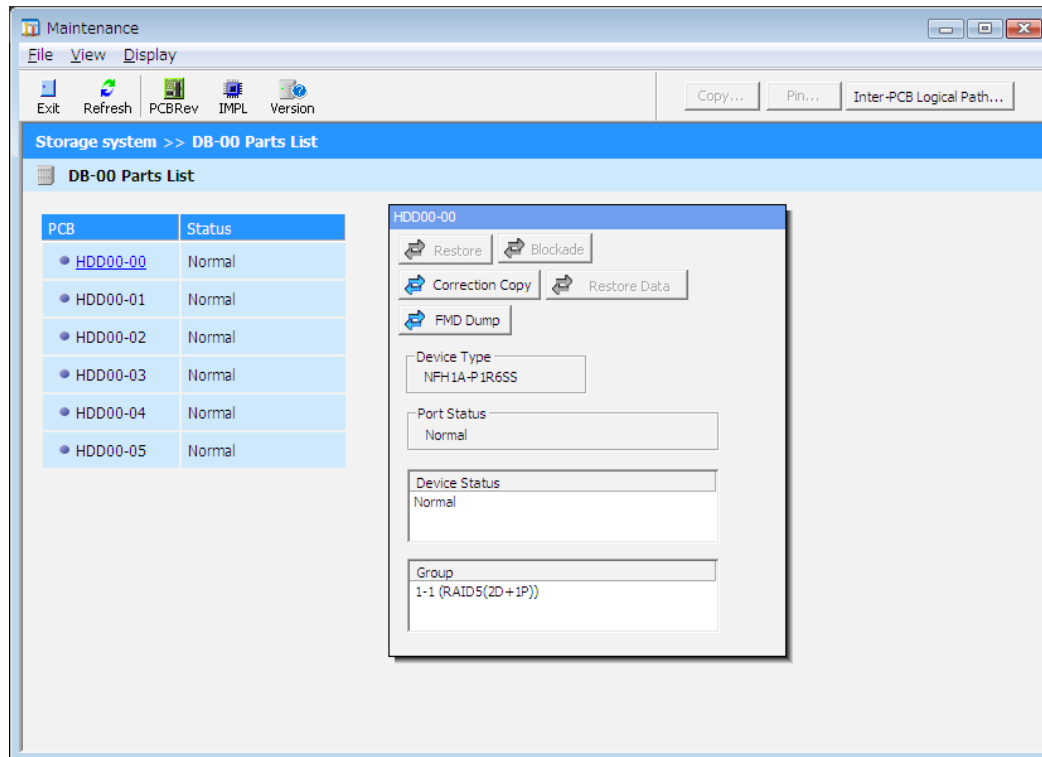 Maintenance
File View Display
Exit Refresh PCBRev IMPL Version Copy... Pin... Inter-PCB Logical Path...
Storage system >> DB-00 Parts List
DB-00 Parts List
PCB Status
HDD00-00 Normal
HDD00-01 Normal
HDD00-02 Normal
HDD00-03 Normal
HDD00-04 Normal
HDD00-05 Normal
HDD00-00
Restore Blockade
Correction Copy Restore Data
FMD Dump
Device Type
NFH1A-P1R6SS
Port Status
Normal
Device Status
Normal
Group
1-1 (RAID5(2D+1P))